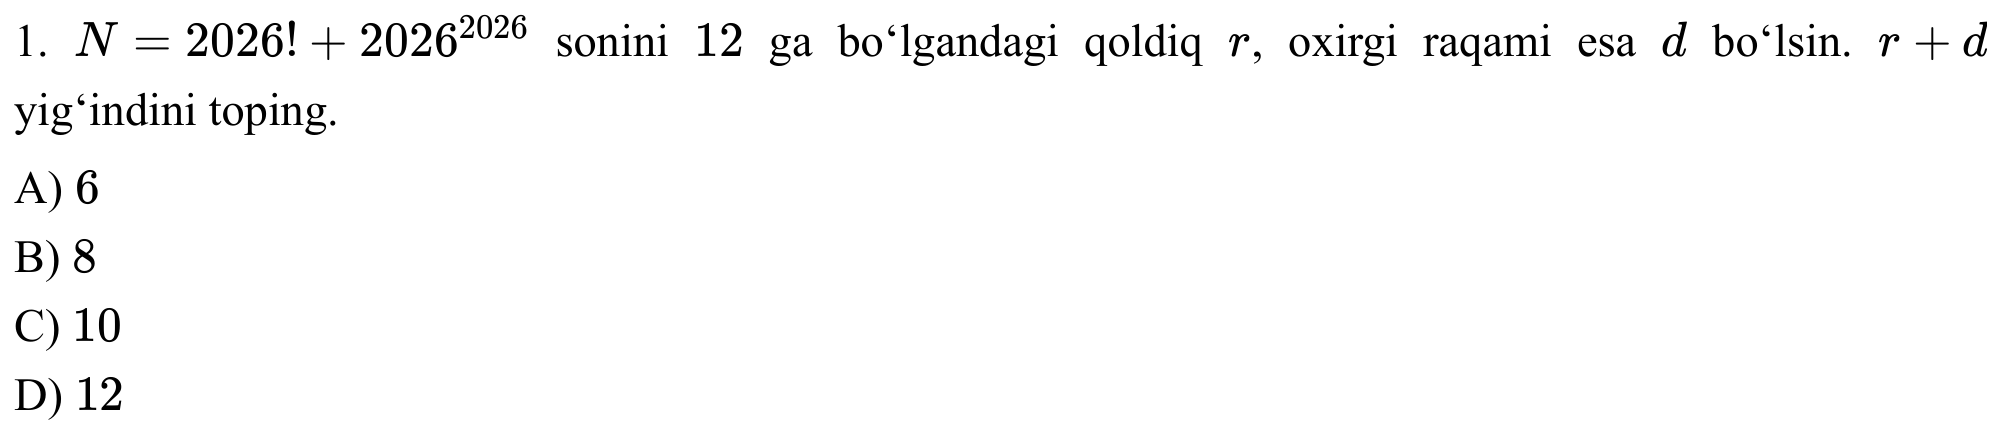 1. N = 2026! + 2026^2026 sonini 12 ga bo‘lgandagi qoldiq r, oxirgi raqami esa d bo‘lsin. r + d
yig‘indini toping.
A) 6
B) 8
C) 10
D) 12